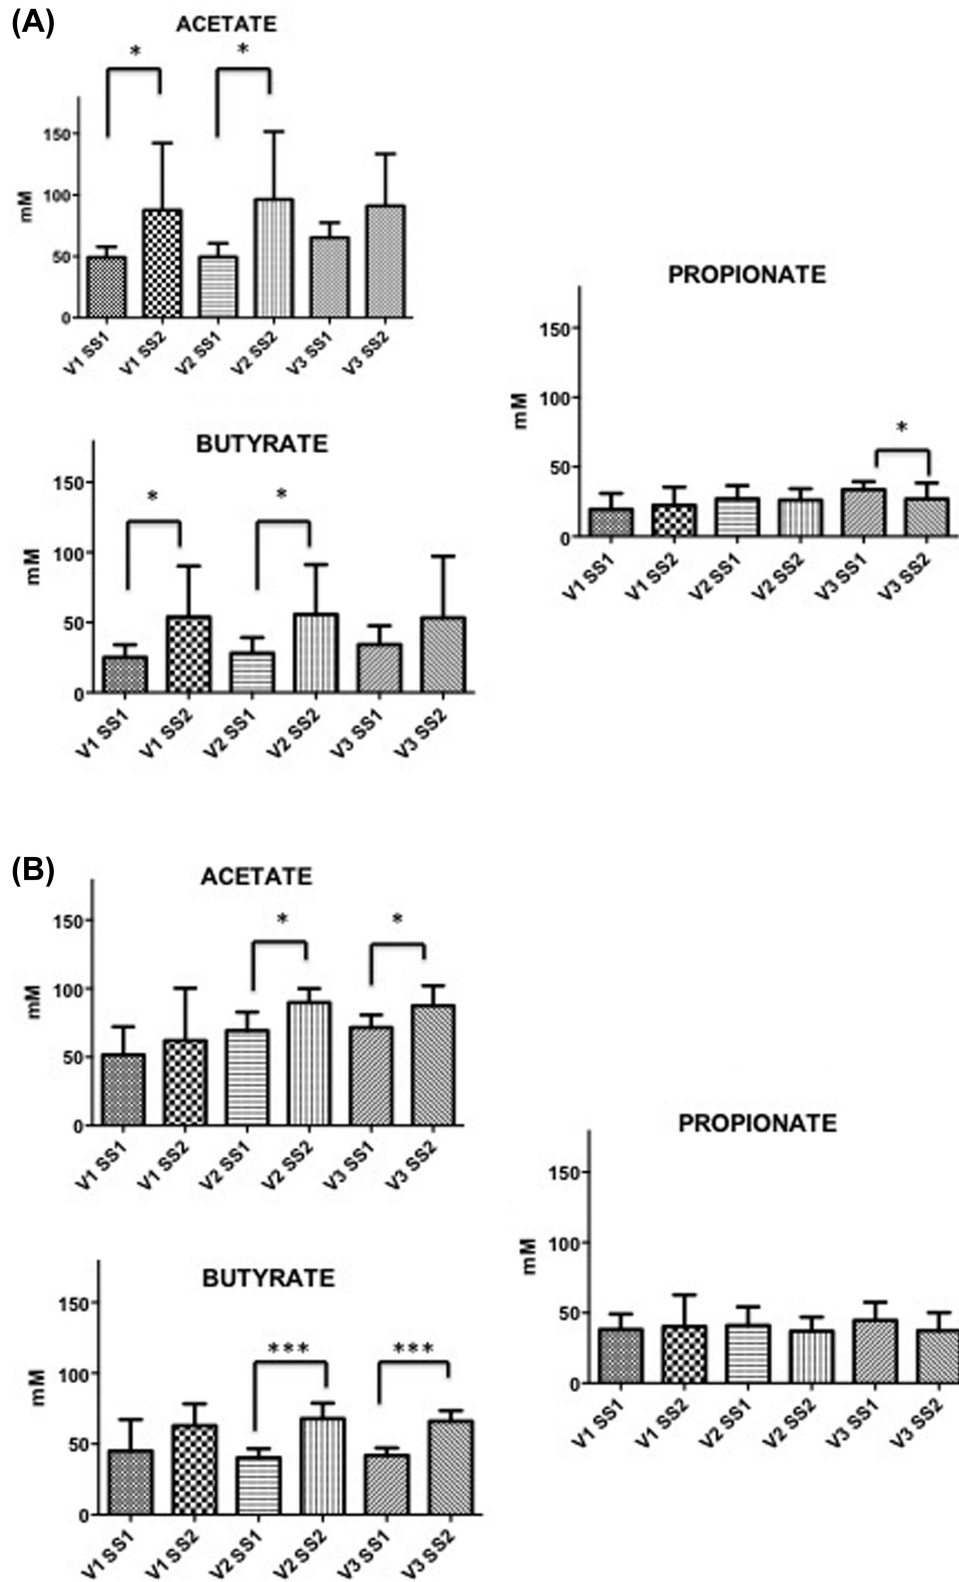 (A)
ACETATE
*
*
150
100
50
0
mM
V1 SS1
V1 SS2
V2 SS1
V2 SS2
V3 SS1
V3 SS2
PROPIONATE
150
100
50
0
mM
*
V1 SS1
V1 SS2
V2 SS1
V2 SS2
V3 SS1
V3 SS2
BUTYRATE
150
100
50
0
mM
*
*
V1 SS1
V1 SS2
V2 SS1
V2 SS2
V3 SS1
V3 SS2
(B)
ACETATE
150
100
50
0
mM
*
*
V1 SS1
V1 SS2
V2 SS1
V2 SS2
V3 SS1
V3 SS2
PROPIONATE
150
100
50
0
mM
V1 SS1
V1 SS2
V2 SS1
V2 SS2
V3 SS1
V3 SS2
BUTYRATE
150
100
50
0
mM
***
***
V1 SS1
V1 SS2
V2 SS1
V2 SS2
V3 SS1
V3 SS2